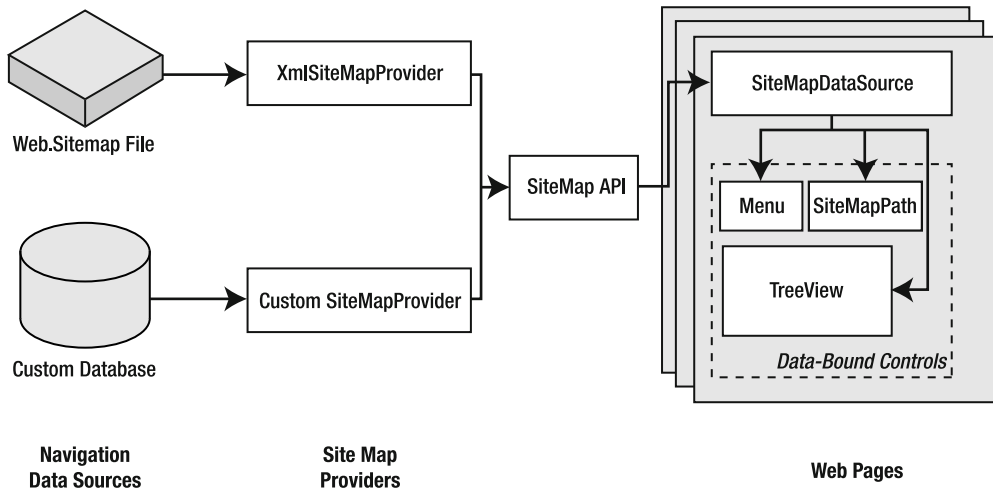 XmlSiteMapProvider
SiteMapDataSource
Web.Sitemap File
SiteMap API
Menu
SiteMapPath
Custom SiteMapProvider
TreeView
Custom Database
Data-Bound Controls
Navigation
Data Sources
Site Map
Providers
Web Pages